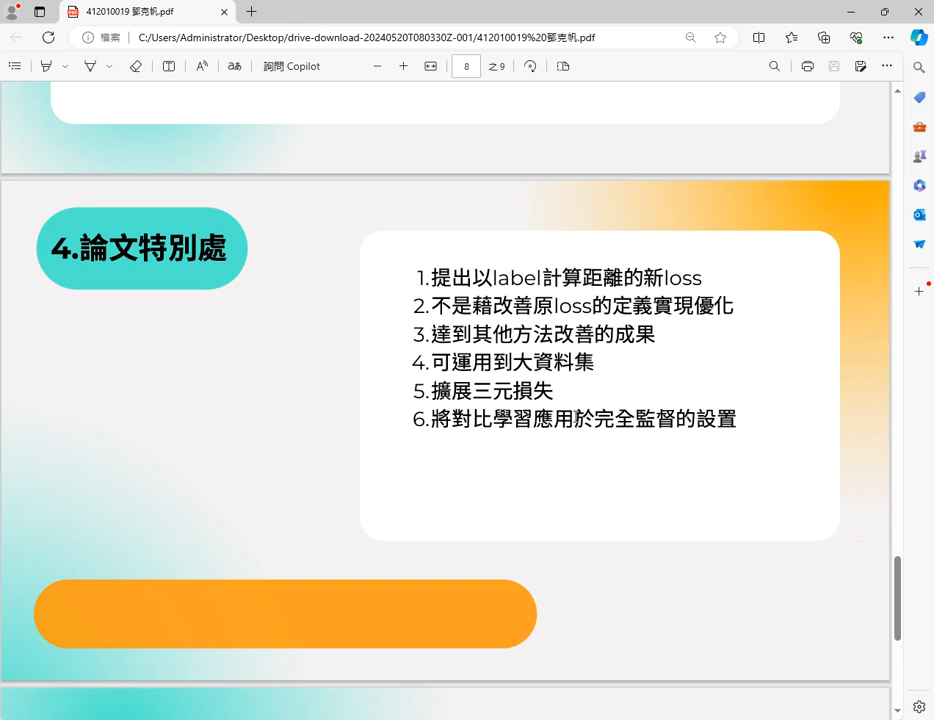 412010019 鄧克帆.pdf
檔案
C:/Users/Administrator/Desktop/drive-download-20240520T080330Z-001/412010019%20鄧克帆.pdf
詢問 Copilot
8
之 9
4.論文特別處
1.提出以label計算距離的新loss
2.不是藉改善原loss的定義實現優化
3.達到其他方法改善的成果
4.可運用到大資料集
5.擴展三元損失
6.將對比學習應用於完全監督的設置